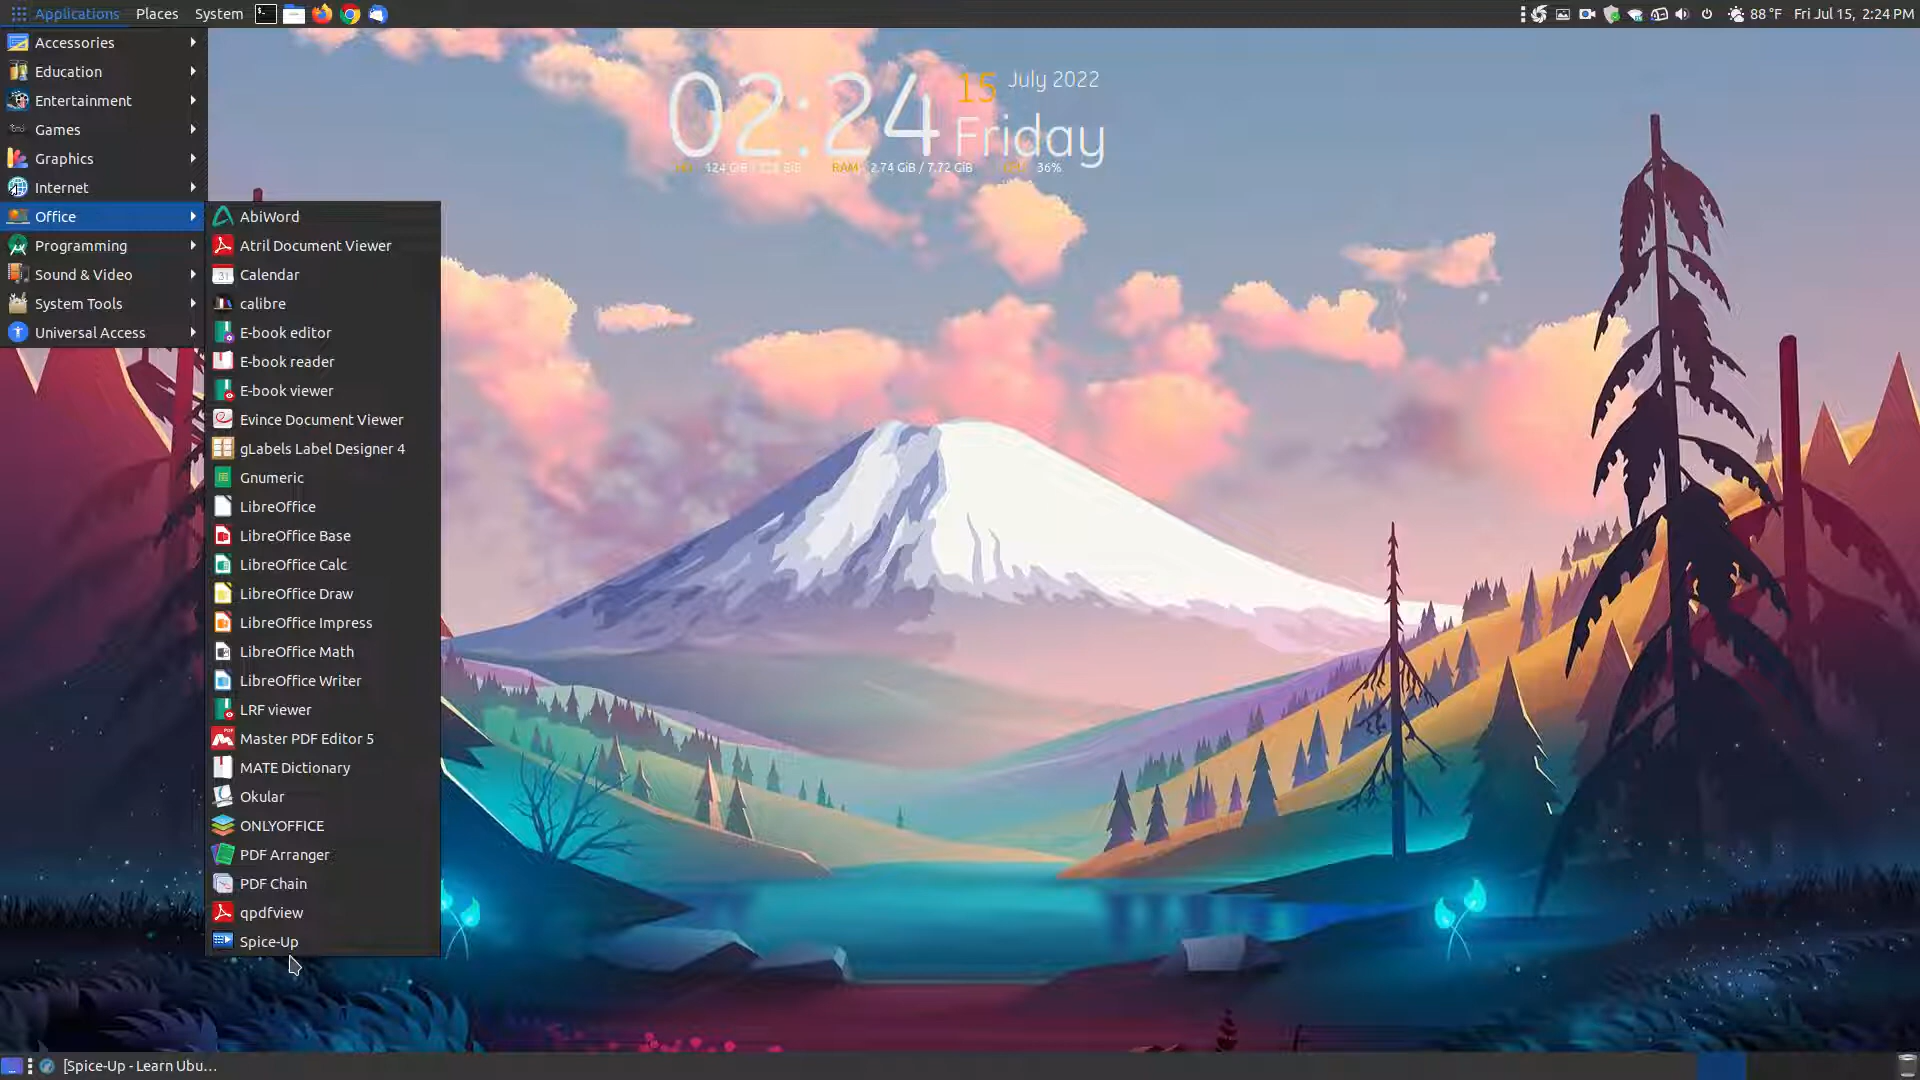 Applications Places System 88 °F Fri Jul 15, 2:24 PM
Accessories
Education
Entertainment
Games
Graphics
Internet
Office
Programming
Sound & Video
System Tools
Universal Access
02:24 15 July 2022
Friday
RAM 2.74 GiB / 7.72 GiB 36%
AbiWord
Atril Document Viewer
Calendar
calibre
E-book editor
E-book reader
E-book viewer
Evince Document Viewer
gLabels Label Designer 4
Gnumeric
LibreOffice
LibreOffice Base
LibreOffice Calc
LibreOffice Draw
LibreOffice Impress
LibreOffice Math
LibreOffice Writer
LRF viewer
Master PDF Editor 5
MATE Dictionary
Okular
ONLYOFFICE
PDF Arranger
PDF Chain
qpdfview
Spice-Up
[Spice-Up - Learn Ubu...